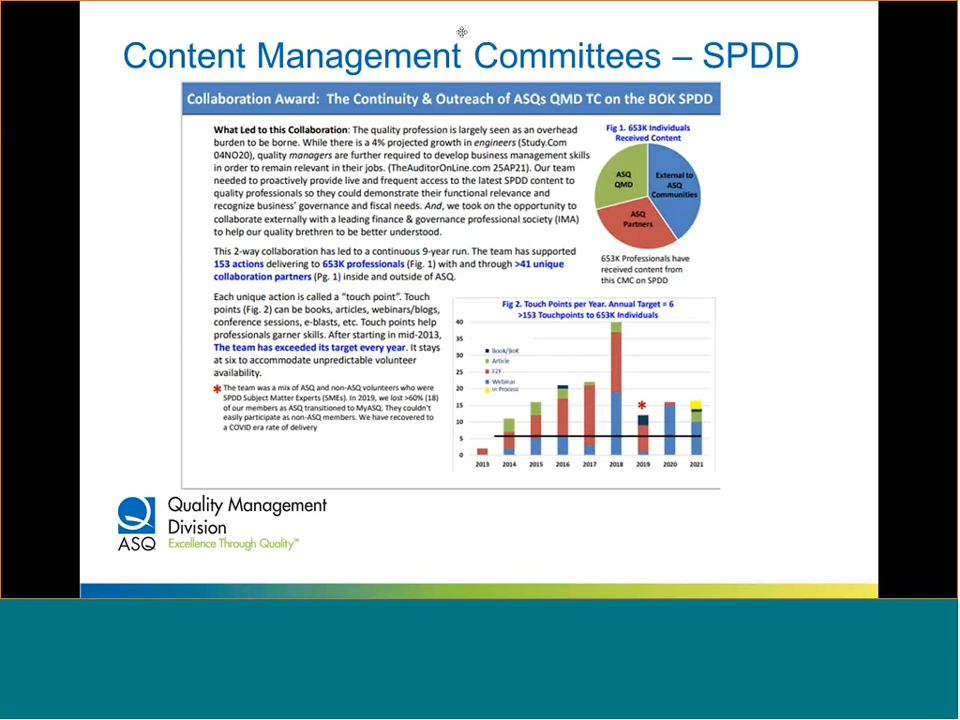 Content Management Committees – SPDD
Collaboration Award: The Continuity & Outreach of ASQs QMD TC on the BOK SPDD
What Led to this Collaboration: The quality profession is largely seen as an overhead
burden to be borne. While there is a 4% projected growth in engineers (Study.Com
04NO20), quality managers are further required to develop business management skills
in order to remain relevant in their jobs. (TheAuditorOnLine.com 25AP21). Our team
needed to proactively provide live and frequent access to the latest SPDD content to
quality professionals so they could demonstrate their functional relevance and
recognize business' governance and fiscal needs. And, we took on the opportunity to
collaborate externally with a leading finance & governance professional society (IMA)
to help our quality brethren to be better understood.
This 2-way collaboration has led to a continuous 9-year run. The team has supported
153 actions delivering to 653K professionals (Fig. 1) with and through >41 unique
collaboration partners (Pg. 1) inside and outside of ASQ.
Fig 1. 653K Individuals
Received Content
ASQ
QMD
External to
ASQ
Communities
ASQ
Partners
653K Professionals have
received content from
this CMC on SPDD
Each unique action is called a "touch point". Touch
points (Fig. 2) can be books, articles, webinars/blogs,
conference sessions, e-blasts, etc. Touch points help
professionals garner skills. After starting in mid-2013,
The team has exceeded its target every year. It stays
at six to accommodate unpredictable volunteer
availability.
* The team was a mix of ASQ and non-ASQ volunteers who were
SPDD Subject Matter Experts (SMEs). In 2019, we lost >60% (18)
of our members as ASQ transitioned to MyASQ. They couldn't
easily participate as non-ASQ members. We have recovered to
a COVID era rate of delivery
Fig 2. Touch Points per Year. Annual Target = 6
>153 Touchpoints to 653K Individuals
40
35
30
25
20
15
10
5
0
Book/BoK
Article
F2F
Webinar
In Process
*
2013 2014 2015 2016 2017 2018 2019 2020 2021
ASQ
Quality Management
Division
Excellence Through Quality™